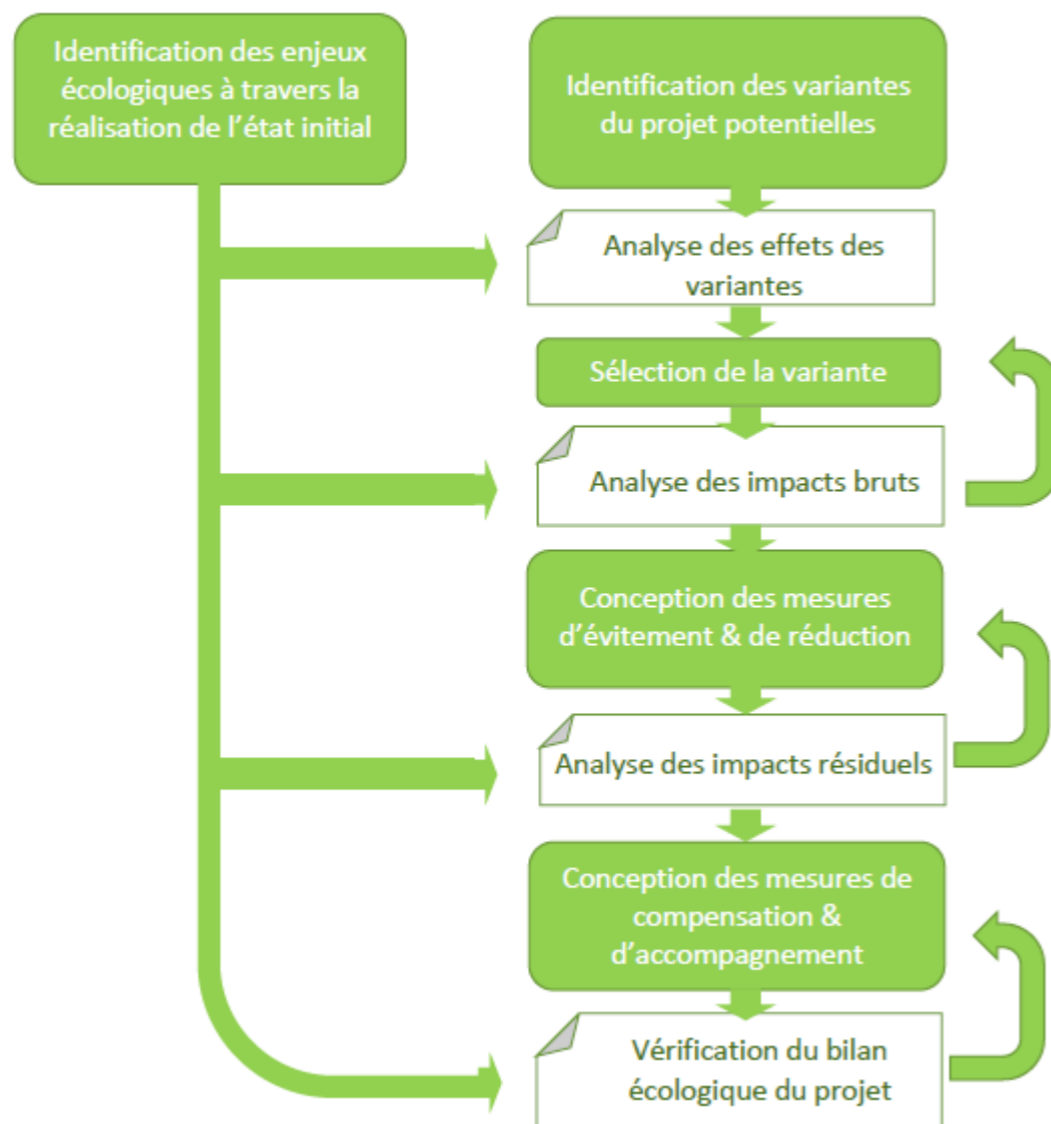 Identification des enjeux
écologiques à travers la
réalisation de l'état initial
Identification des variantes
du projet potentielles
Analyse des effets des
variantes
Sélection de la variante
Analyse des impacts bruts
Conception des mesures
d'évitement & de réduction
Analyse des impacts résiduels
Conception des mesures de
compensation &
d'accompagnement
Vérification du bilan
écologique du projet